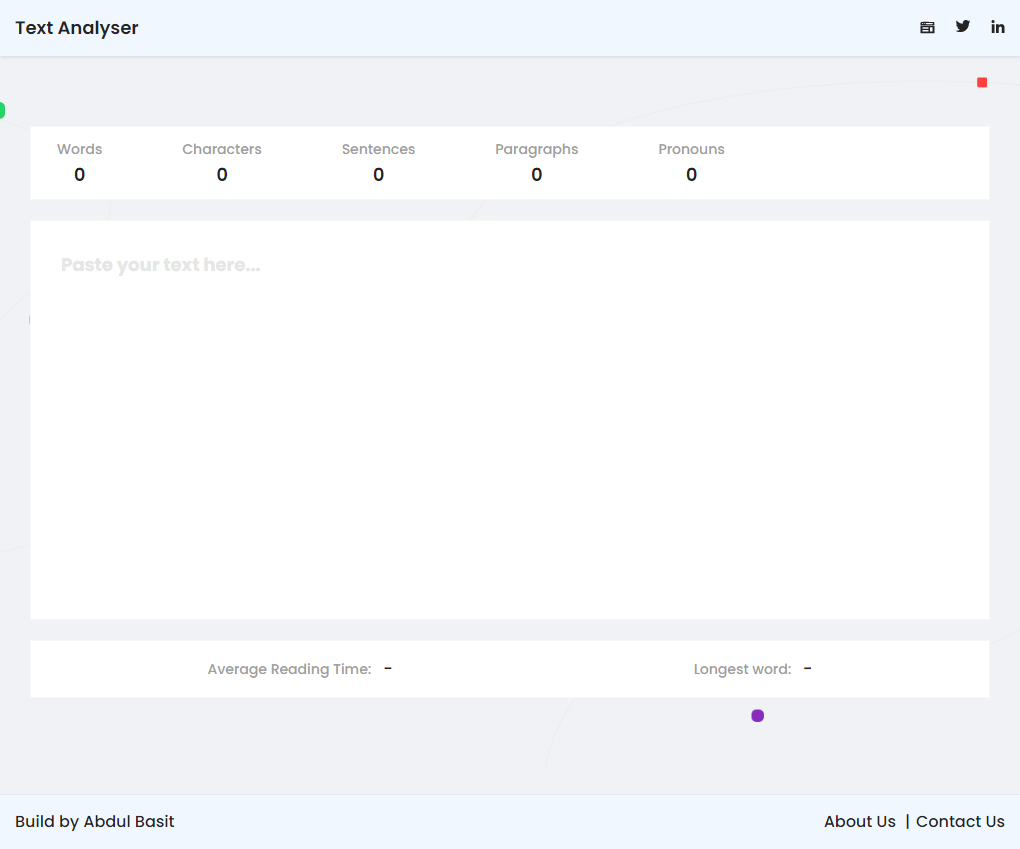 Text Analyser
Words Characters Sentences Paragraphs Pronouns
0 0 0 0 0
Paste your text here...
Average Reading Time: - Longest word: -
Build by Abdul Basit About Us | Contact Us